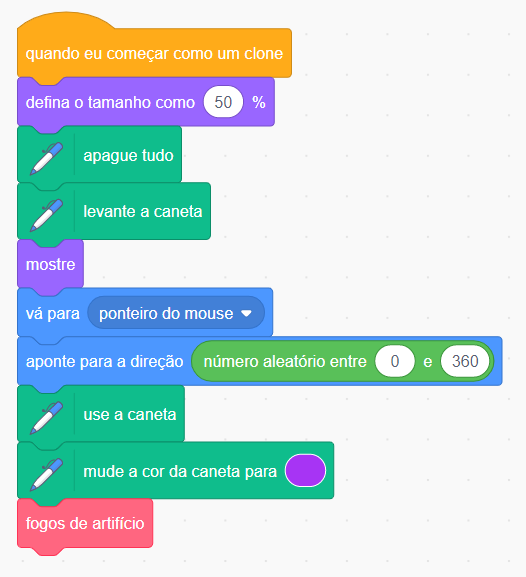 quando eu começar como um clone
defina o tamanho como 50 %
apague tudo
levante a caneta
mostre
vá para ponteiro do mouse
aponte para a direção número aleatório entre 0 e 360
use a caneta
mude a cor da caneta para
fogos de artifício